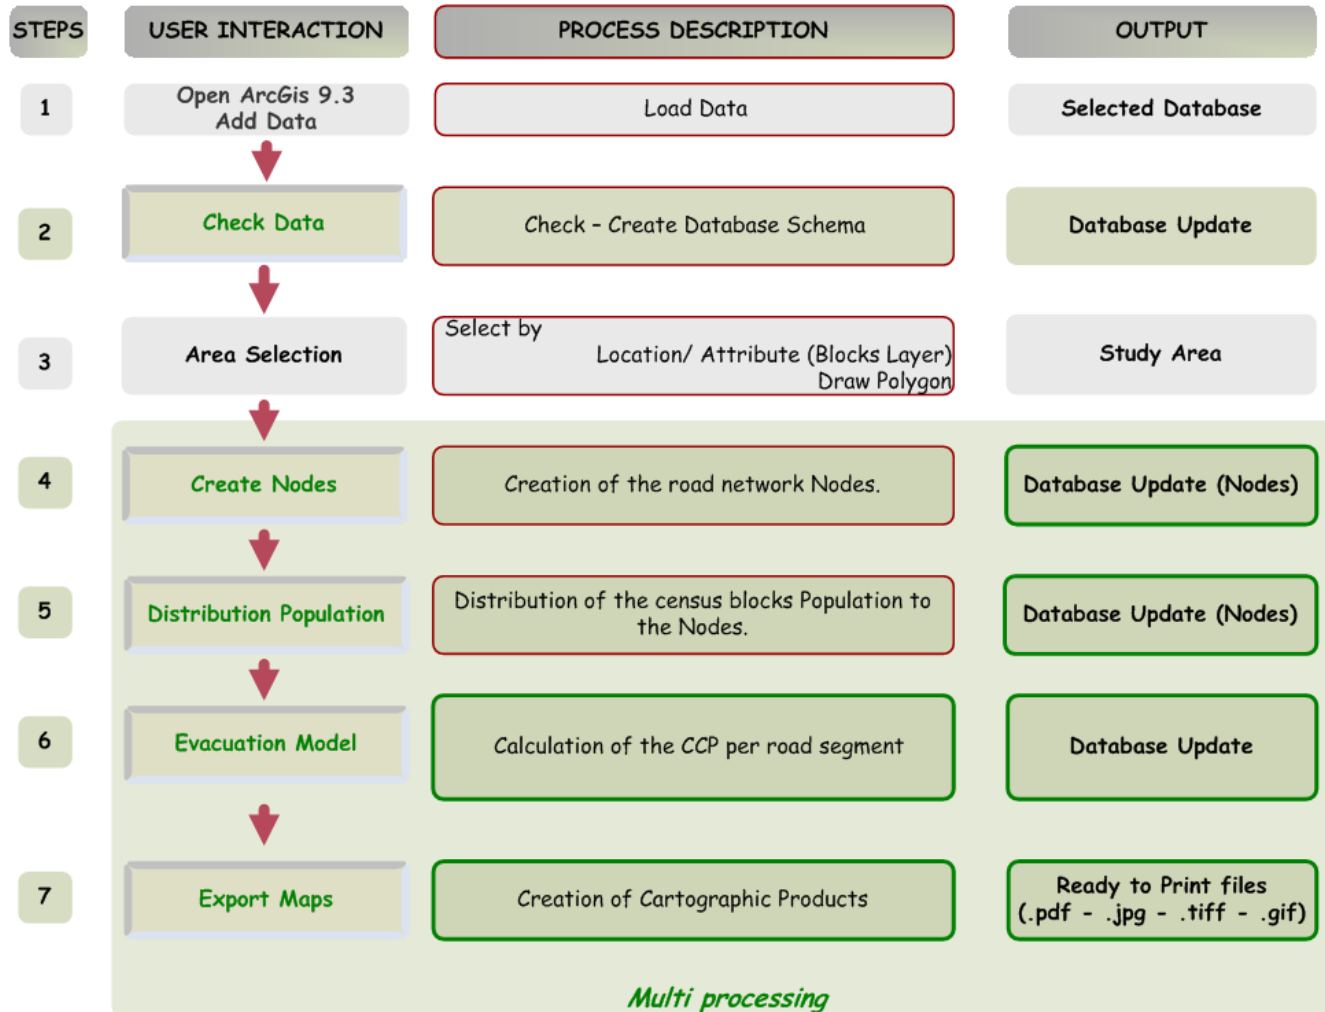 STEPS
USER INTERACTION
PROCESS DESCRIPTION
OUTPUT
1
Open ArcGis 9.3
Add Data
Load Data
Selected Database
2
Check Data
Check – Create Database Schema
Database Update
3
Area Selection
Select by
Location/ Attribute (Blocks Layer)
Draw Polygon
Study Area
4
Create Nodes
Creation of the road network Nodes.
Database Update (Nodes)
5
Distribution Population
Distribution of the census blocks Population to
the Nodes.
Database Update (Nodes)
6
Evacuation Model
Calculation of the CCP per road segment
Database Update
7
Export Maps
Creation of Cartographic Products
Ready to Print files
(.pdf - .jpg - .tiff - .gif)
Multi processing